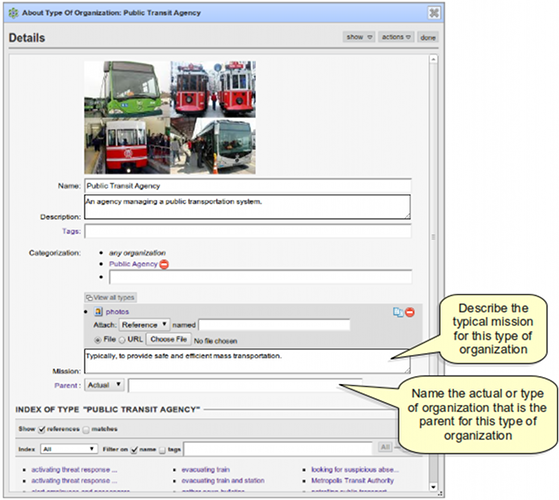 About Type Of Organization: Public Transit Agency
Details
show actions done
Name: Public Transit Agency
An agency managing a public transportation system.
Description:
Tags:
Categorization:
any organization
Public Agency
View all types
photos
Attach: Reference named
File URL Choose File No file chosen
Typically, to provide safe and efficient mass transportation.
Mission:
Parent : Actual
Describe the
typical mission
for this type of
organization
Name the actual or type
of organization that is the
parent for this type of
organization
INDEX OF TYPE "PUBLIC TRANSIT AGENCY"
Show references matches
Index All Filter on name tags All
activating threat response ... evacuating train looking for suspicious abse...
activating threat response ... evacuating train and station Metropolis Transit Authority